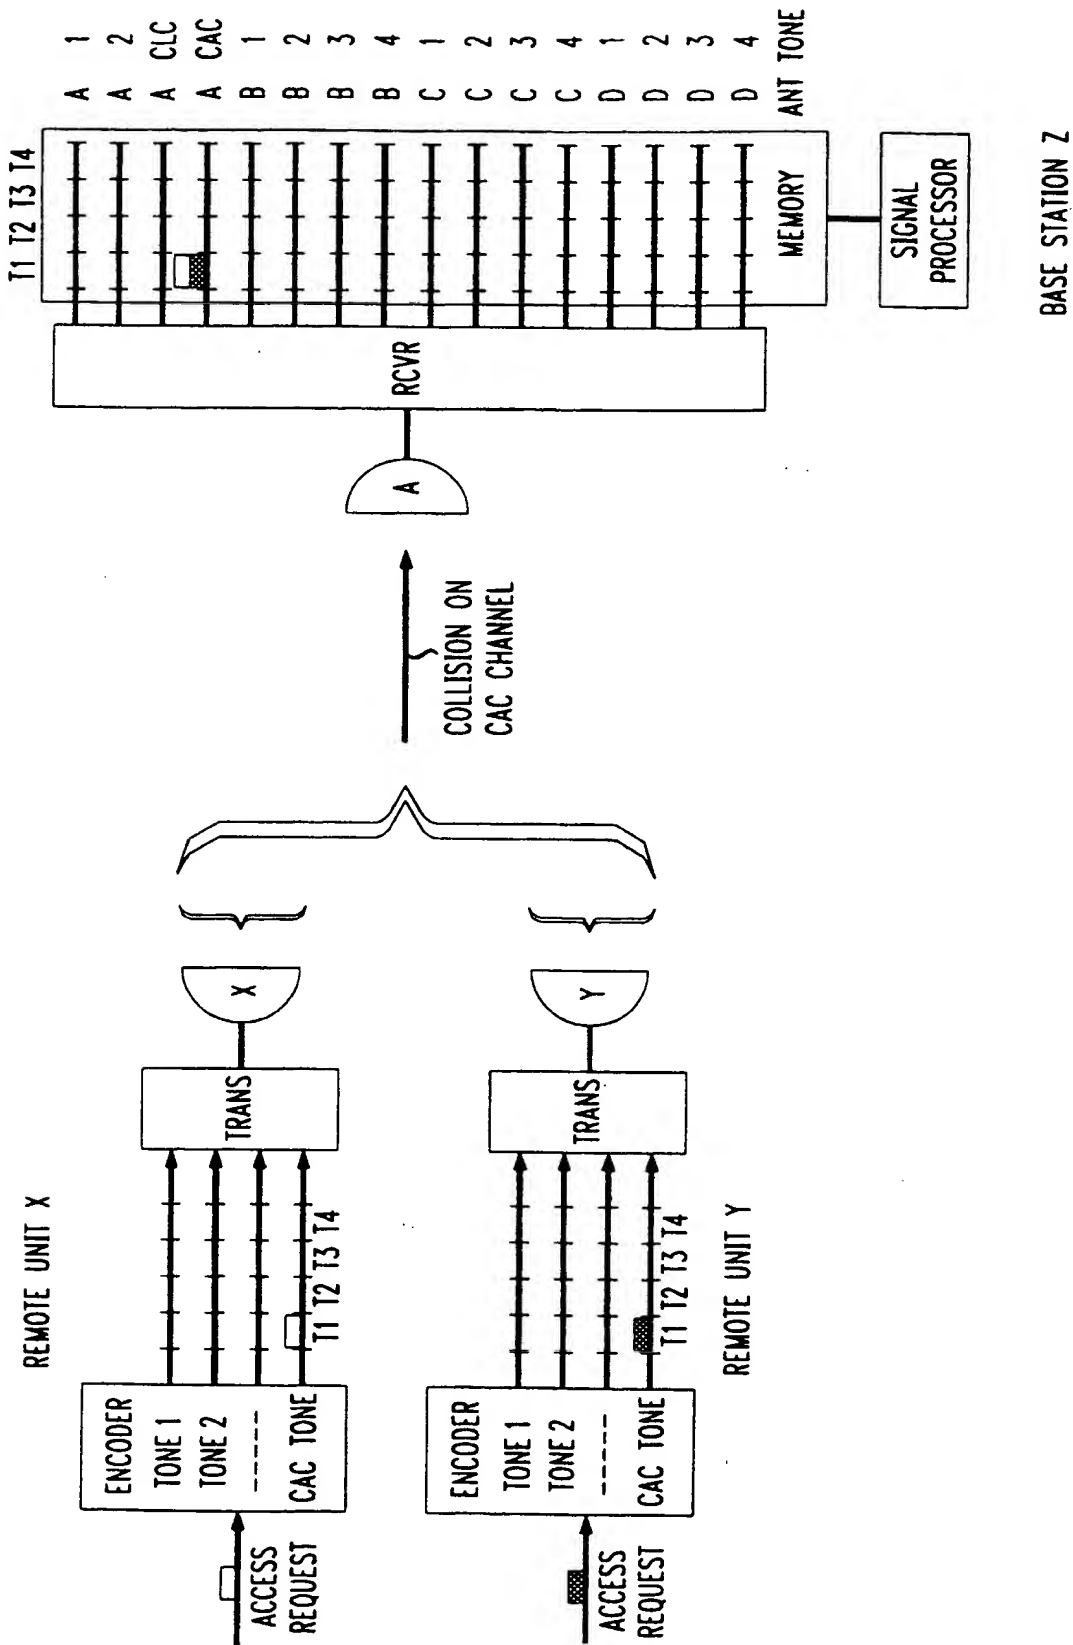 REMOTE UNIT X
ACCESS
REQUEST
ENCODER
TONE 1
TONE 2
-----
CAC TONE
T1 T2 T3 T4
TRANS
X
REMOTE UNIT Y
ACCESS
REQUEST
ENCODER
TONE 1
TONE 2
-----
CAC TONE
T1 T2 T3 T4
TRANS
Y
COLLISION ON
CAC CHANNEL
A
RCVR
T1 T2 T3 T4
A 1
A 2
A CLC
A CAC
B 1
B 2
B 3
B 4
C 1
C 2
C 3
C 4
D 1
D 2
D 3
D 4
ANT TONE
MEMORY
SIGNAL
PROCESSOR
BASE STATION Z